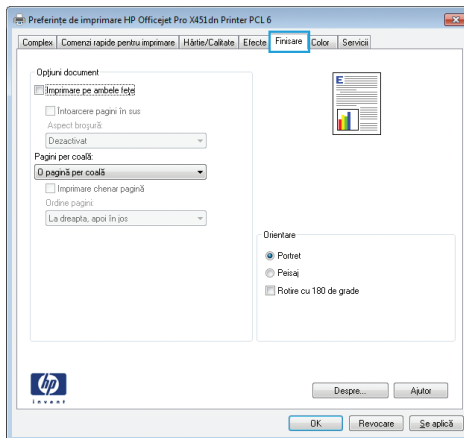 Preferințe de imprimare HP Officejet Pro X451dn Printer PCL 6
Complex Comenzi rapide pentru imprimare Hârtie/Calitate Efecte Finisare Color Servicii
Opțiuni document
Imprimare pe ambele fețe
Întoarcere pagini în sus
Aspect broșură:
Dezactivat
Pagini per coală:
O pagină per coală
Imprimare chenar pagină
Ordine pagini:
La dreapta, apoi în jos
E
Orientare
Portret
Peisaj
Rotire cu 180 de grade
hp
invent
Despre... Ajutor
OK Revocare Se aplică